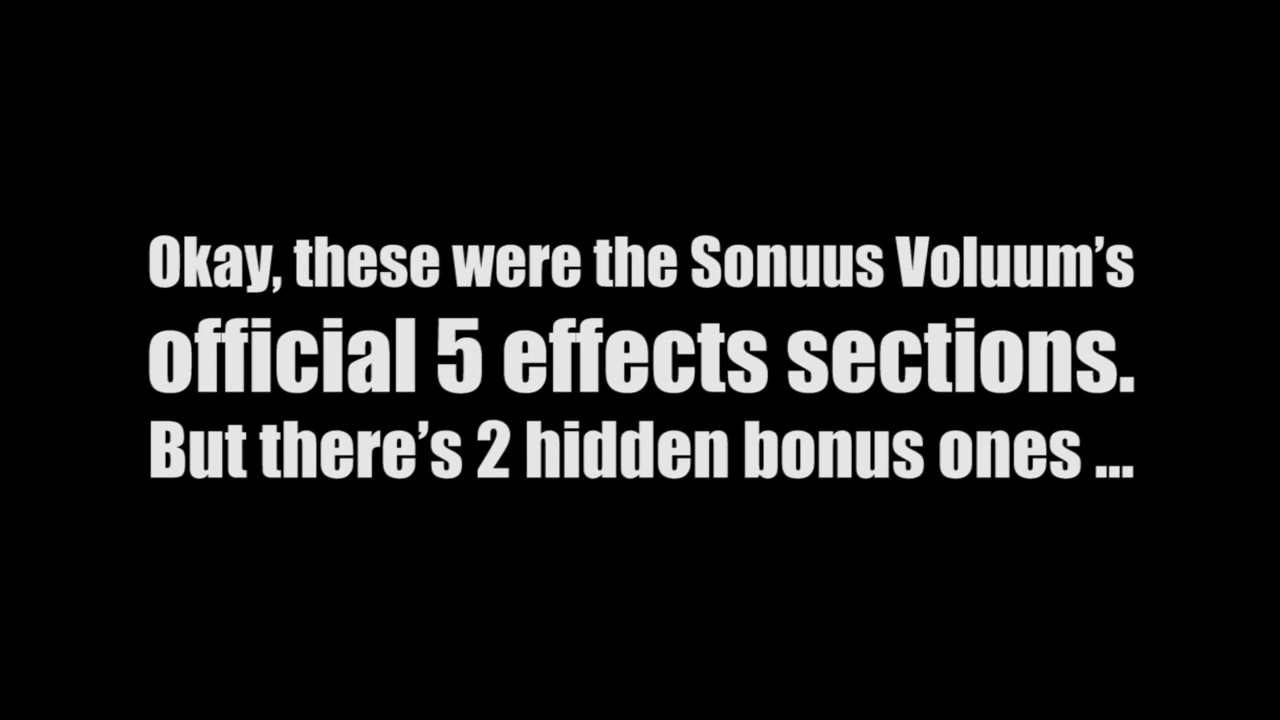 Okay, these were the Sonuus Voluum’s
official 5 effects sections.
But there’s 2 hidden bonus ones ...